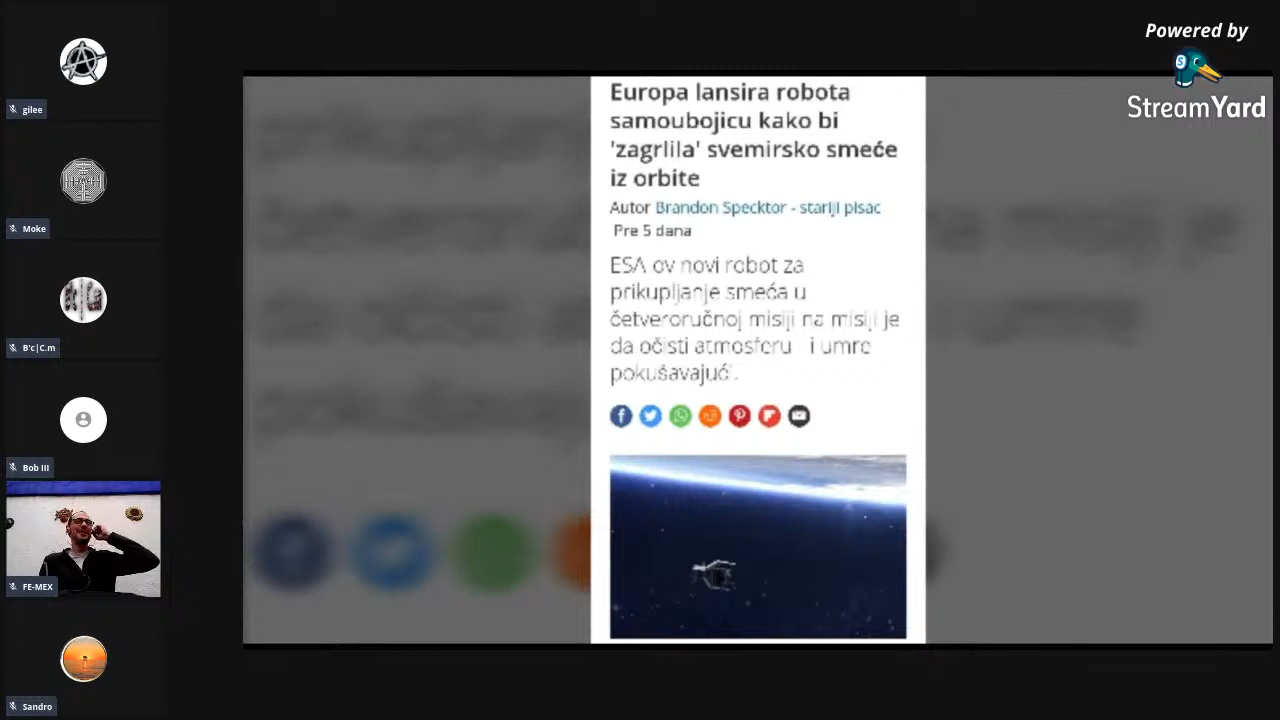 Powered by
StreamYard
gilee
Moke
B'c|C.m
Bob III
FE-MEX
Sandro
Europa lansira robota
samoubojicu kako bi
'zagrlila' svemirsko smeće
iz orbite
Autor Brandon Specktor - stariji pisac
Pre 5 dana
ESA ov novi robot za
prikupljanje smeća u
četveroručnoj misiji na misiji je
da očisti atmosferu i umre
pokušavajući.